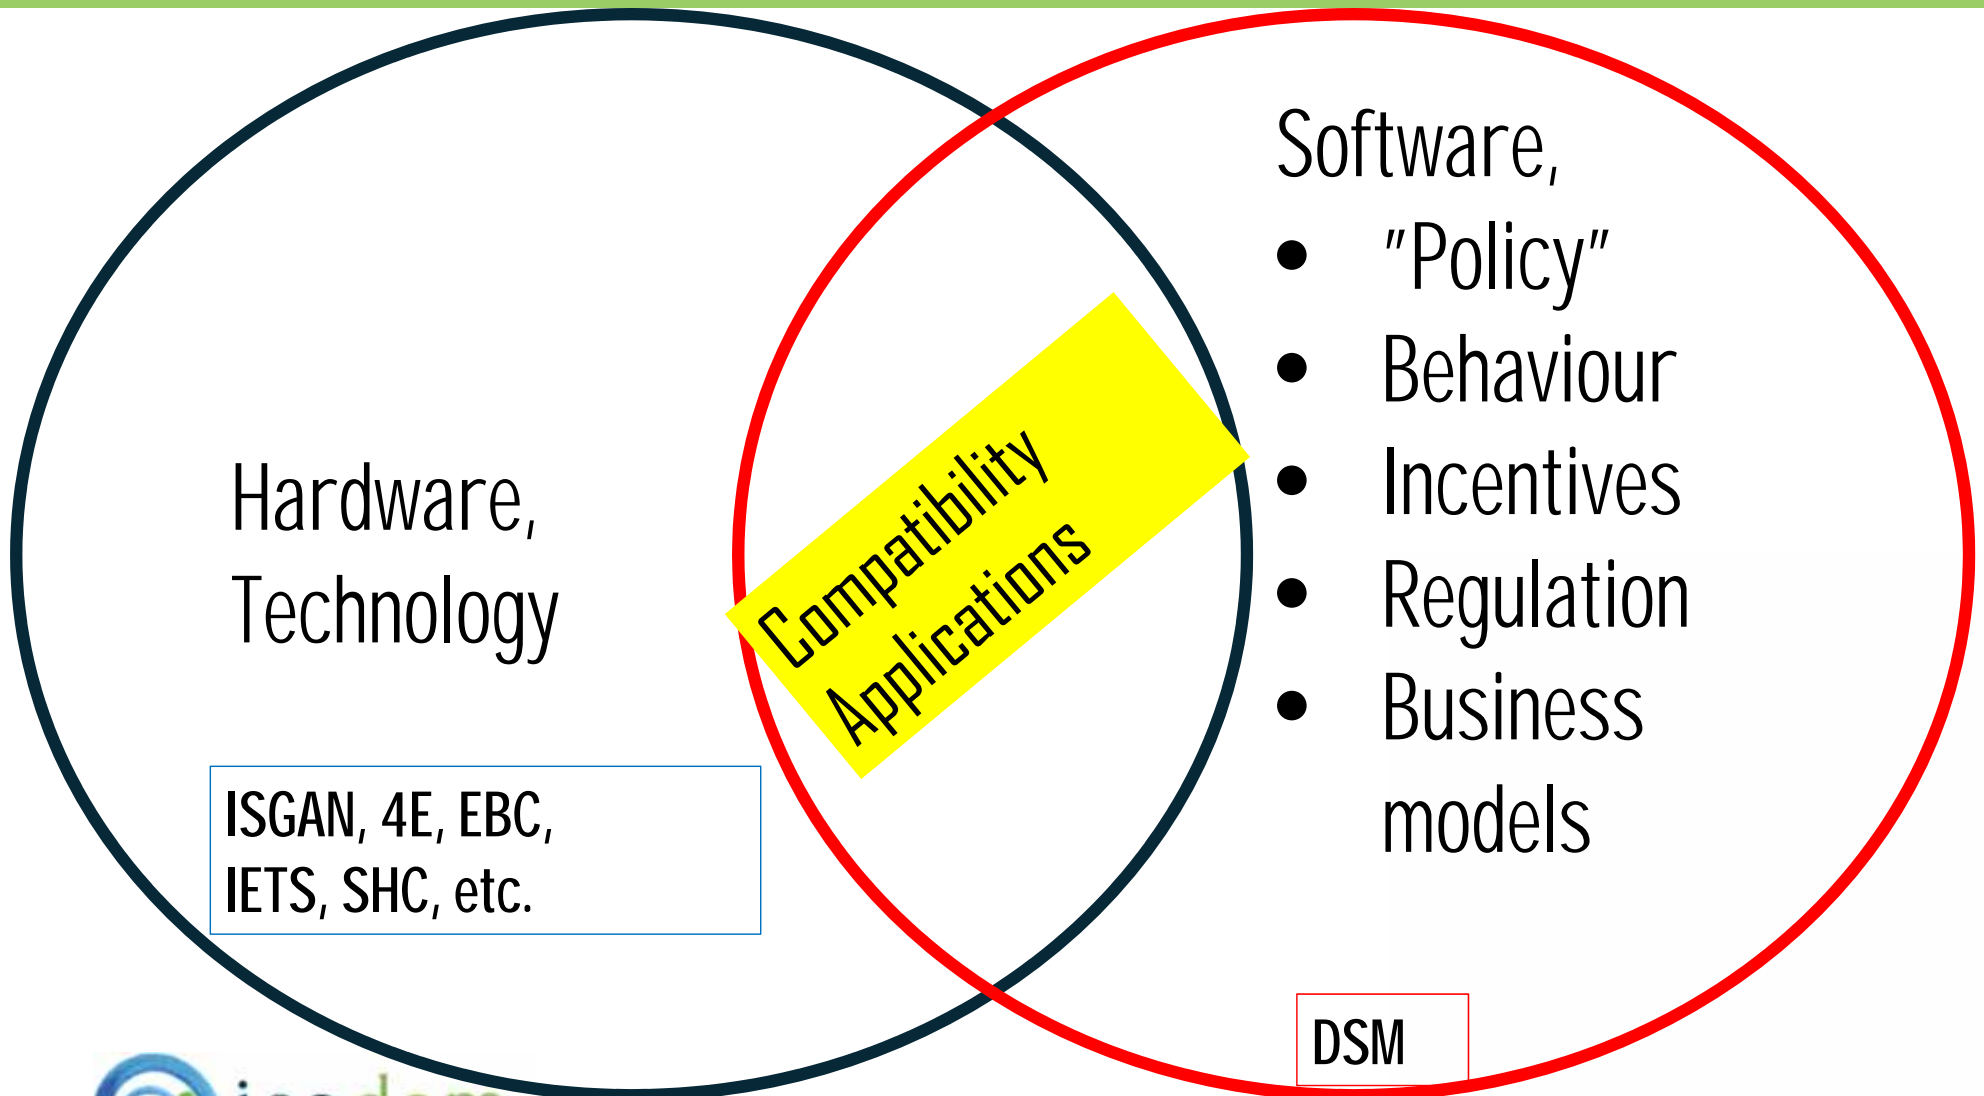 Hardware,
Technology
ISGAN, 4E, EBC,
IETS, SHC, etc.
Compatibility
Applications
Software,
• "Policy"
• Behaviour
• Incentives
• Regulation
• Business
models
DSM